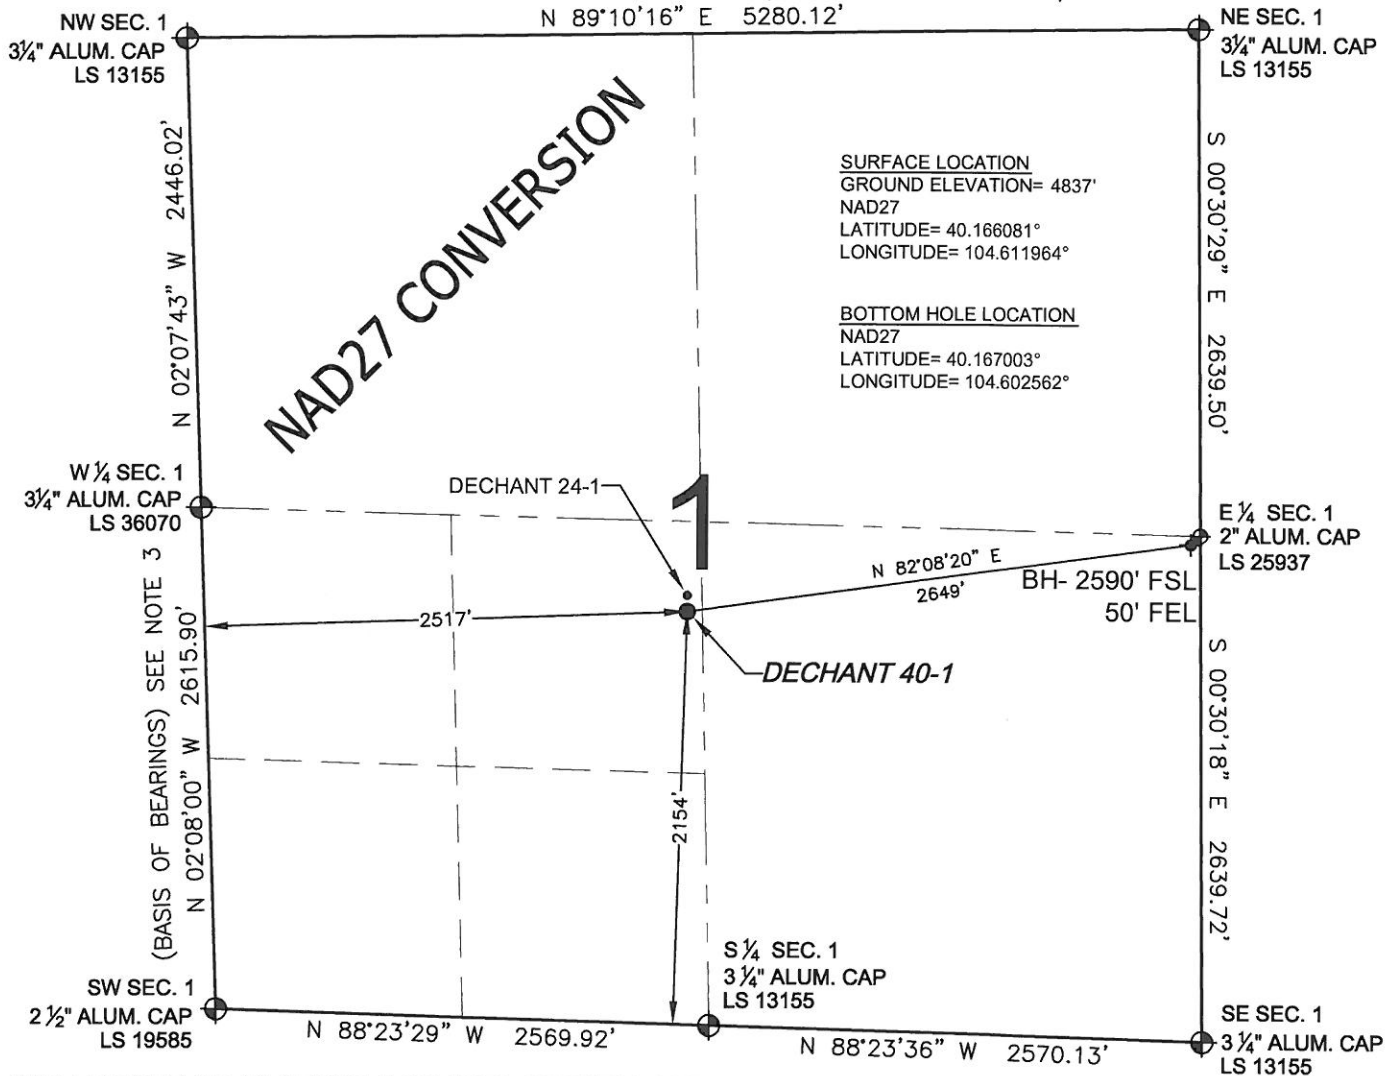 N 89°10'16" E 5280.12'
NW SEC. 1
3¼" ALUM. CAP
LS 13155
NE SEC. 1
3¼" ALUM. CAP
LS 13155
N 02°07'43" W 2446.02'
NAD27 CONVERSION
SURFACE LOCATION
GROUND ELEVATION= 4837'
NAD27
LATITUDE= 40.166081°
LONGITUDE= 104.611964°
BOTTOM HOLE LOCATION
NAD27
LATITUDE= 40.167003°
LONGITUDE= 104.602562°
S 00°30'29" E 2639.50'
W ¼ SEC. 1
3¼" ALUM. CAP
LS 36070
DECHANT 24-1
1
E ¼ SEC. 1
2" ALUM. CAP
LS 25937
N 82°08'20" E
2649'
BH- 2590' FSL
50' FEL
2517'
DECHANT 40-1
(BASIS OF BEARINGS) SEE NOTE 3
N 02°08'00" W 2615.90'
2154'
S 00°30'18" E 2639.72'
S ¼ SEC. 1
3 ¼" ALUM. CAP
LS 13155
SW SEC. 1
2 ½" ALUM. CAP
LS 19585
N 88°23'29" W 2569.92'
N 88°23'36" W 2570.13'
SE SEC. 1
3 ¼" ALUM. CAP
LS 13155